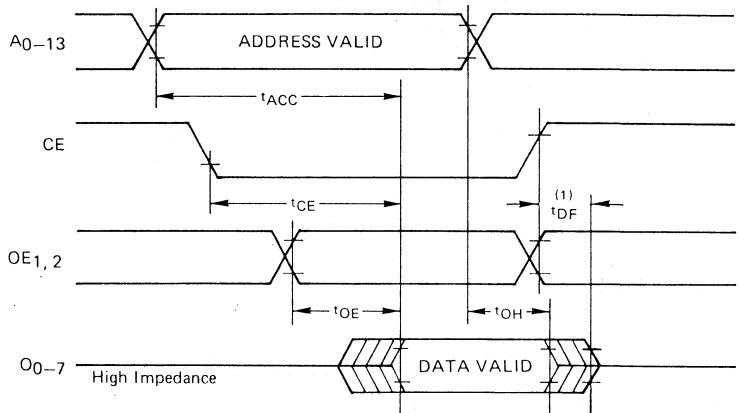 A0–13
ADDRESS VALID
tACC
CE
tCE
(1)
tDF
OE1, 2
tOE
tOH
O0–7
High Impedance
DATA VALID